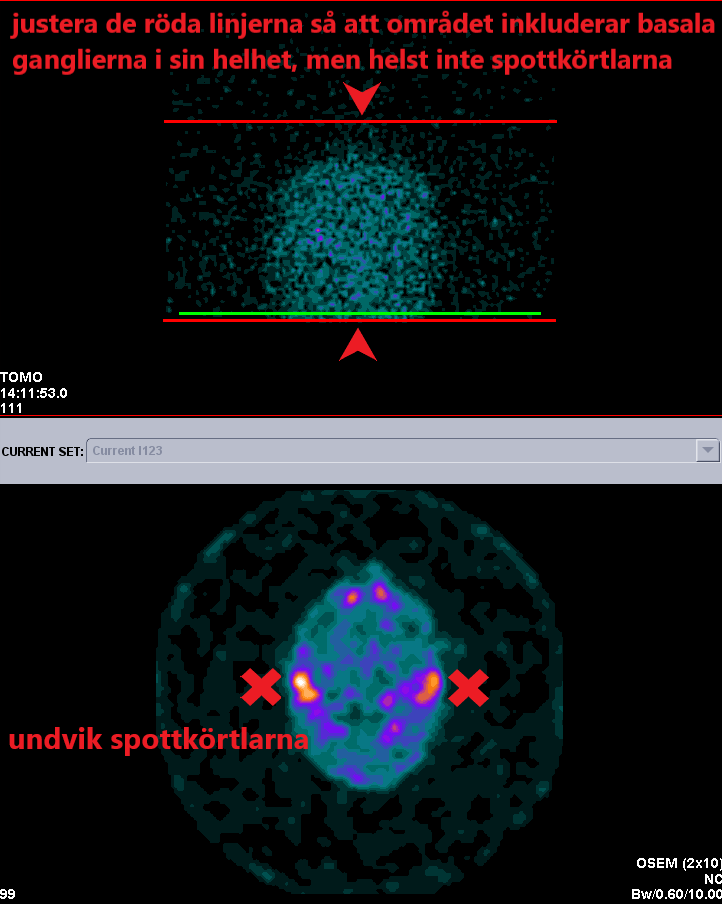 justera de röda linjerna så att området inkluderar basala
ganglierna i sin helhet, men helst inte spottkörtlarna
TOMO
14:11:53.0
111
CURRENT SET: Current I123
undvik spottkörtlarna
OSEM (2x10)
NC
99 Bw/0.60/10.00